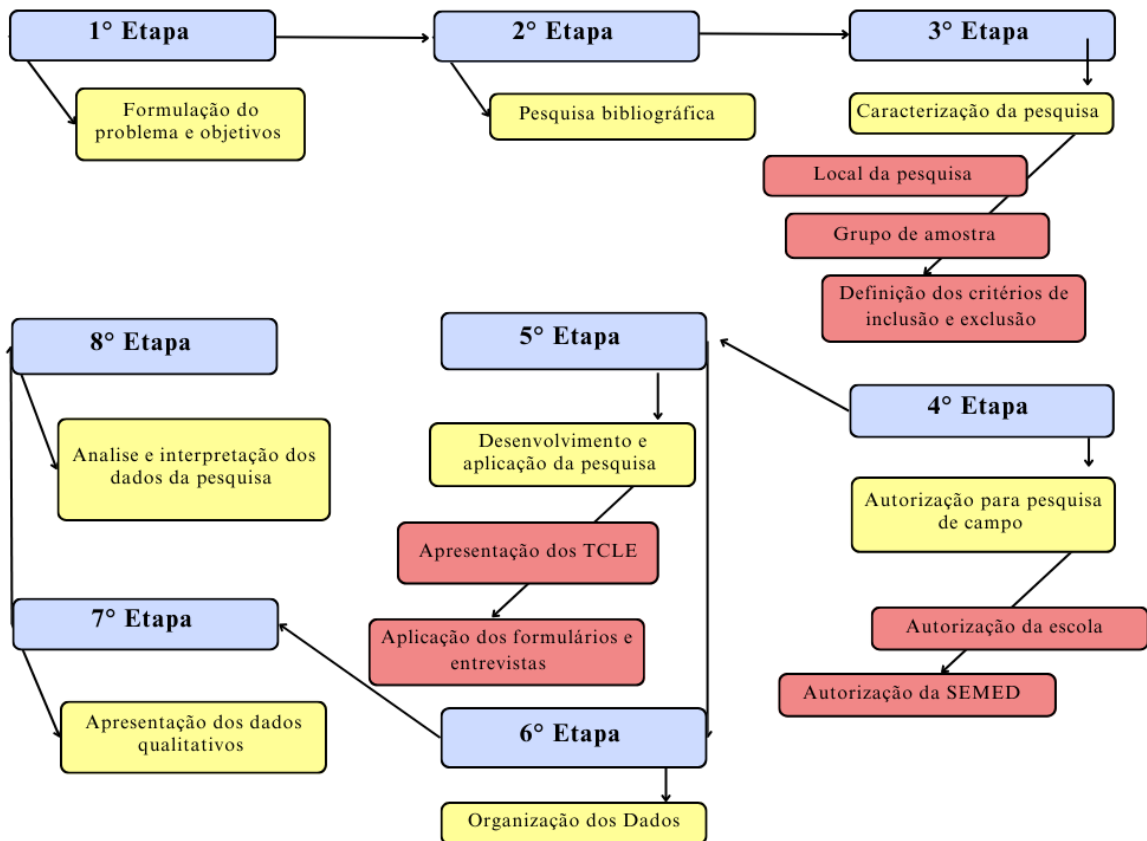 1° Etapa
Formulação do
problema e objetivos
2° Etapa
Pesquisa bibliográfica
3° Etapa
Caracterização da pesquisa
Local da pesquisa
Grupo de amostra
Definição dos critérios de
inclusão e exclusão
4° Etapa
Autorização para pesquisa
de campo
Autorização da escola
Autorização da SEMED
5° Etapa
Desenvolvimento e
aplicação da pesquisa
Apresentação dos TCLE
Aplicação dos formulários e
entrevistas
6° Etapa
Organização dos Dados
7° Etapa
Apresentação dos dados
qualitativos
8° Etapa
Analise e interpretação dos
dados da pesquisa